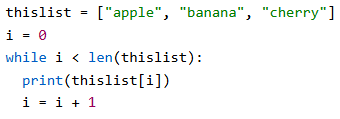 thislist = ["apple", "banana", "cherry"]
i = 0
while i < len(thislist):
  print(thislist[i])
  i = i + 1